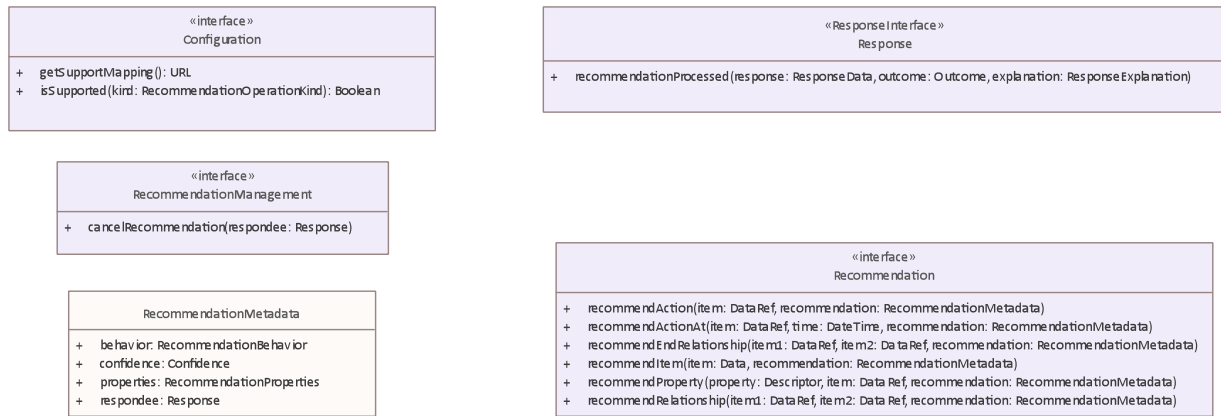 «interface»
Configuration
+ getSupportMapping(): URL
+ isSupported(kind: RecommendationOperationKind): Boolean
«ResponseInterface»
Response
+ recommendationProcessed(response: ResponseData, outcome: Outcome, explanation: ResponseExplanation)
«interface»
RecommendationManagement
+ cancelRecommendation(respondee: Response)
RecommendationMetadata
+ behavior: RecommendationBehavior
+ confidence: Confidence
+ properties: RecommendationProperties
+ respondee: Response
«interface»
Recommendation
+ recommendAction(item: DataRef, recommendation: RecommendationMetadata)
+ recommendActionAt(item: DataRef, time: DateTime, recommendation: RecommendationMetadata)
+ recommendEndRelationship(item1: DataRef, item2: DataRef, recommendation: RecommendationMetadata)
+ recommendItem(item: Data, recommendation: RecommendationMetadata)
+ recommendProperty(property: Descriptor, item: DataRef, recommendation: RecommendationMetadata)
+ recommendRelationship(item1: DataRef, item2: DataRef, recommendation: RecommendationMetadata)